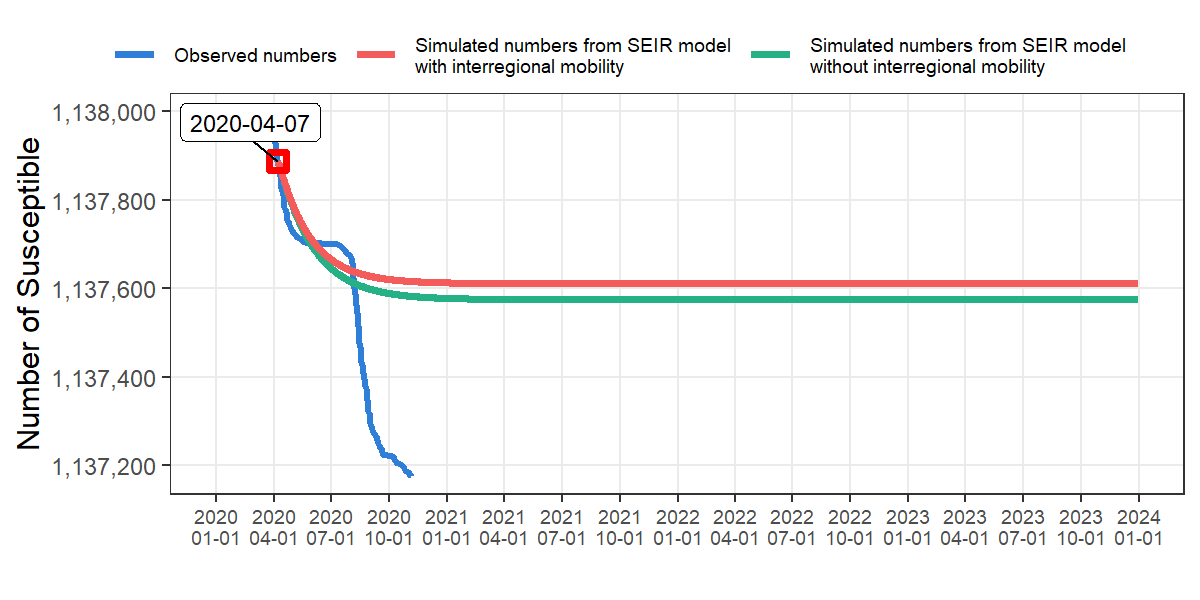 Observed numbers
Simulated numbers from SEIR model
with interregional mobility
Simulated numbers from SEIR model
without interregional mobility
Number of Susceptible
1,138,000
1,137,800
1,137,600
1,137,400
1,137,200
2020-04-07
2020 2020 2020 2020 2021 2021 2021 2021 2022 2022 2022 2022 2023 2023 2023 2023 2024
01-01 04-01 07-01 10-01 01-01 04-01 07-01 10-01 01-01 04-01 07-01 10-01 01-01 04-01 07-01 10-01 01-01